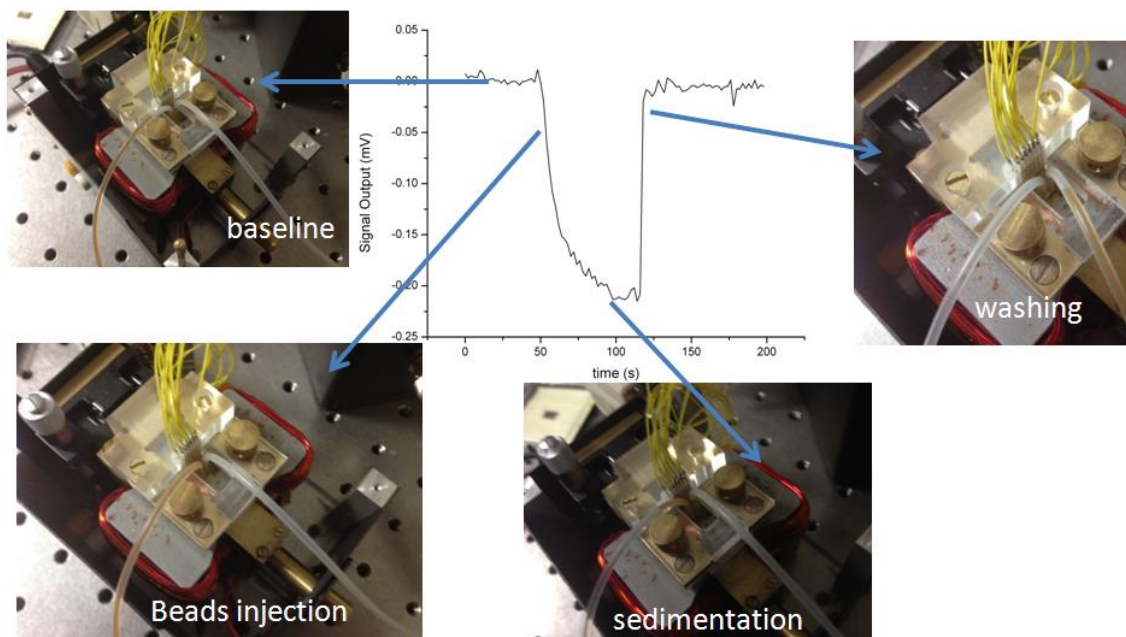 baseline
0.05
0.00
-0.05
-0.10
-0.15
-0.20
-0.25
Signal Output (mV)
0
50
100
150
200
time (s)
washing
Beads injection
sedimentation